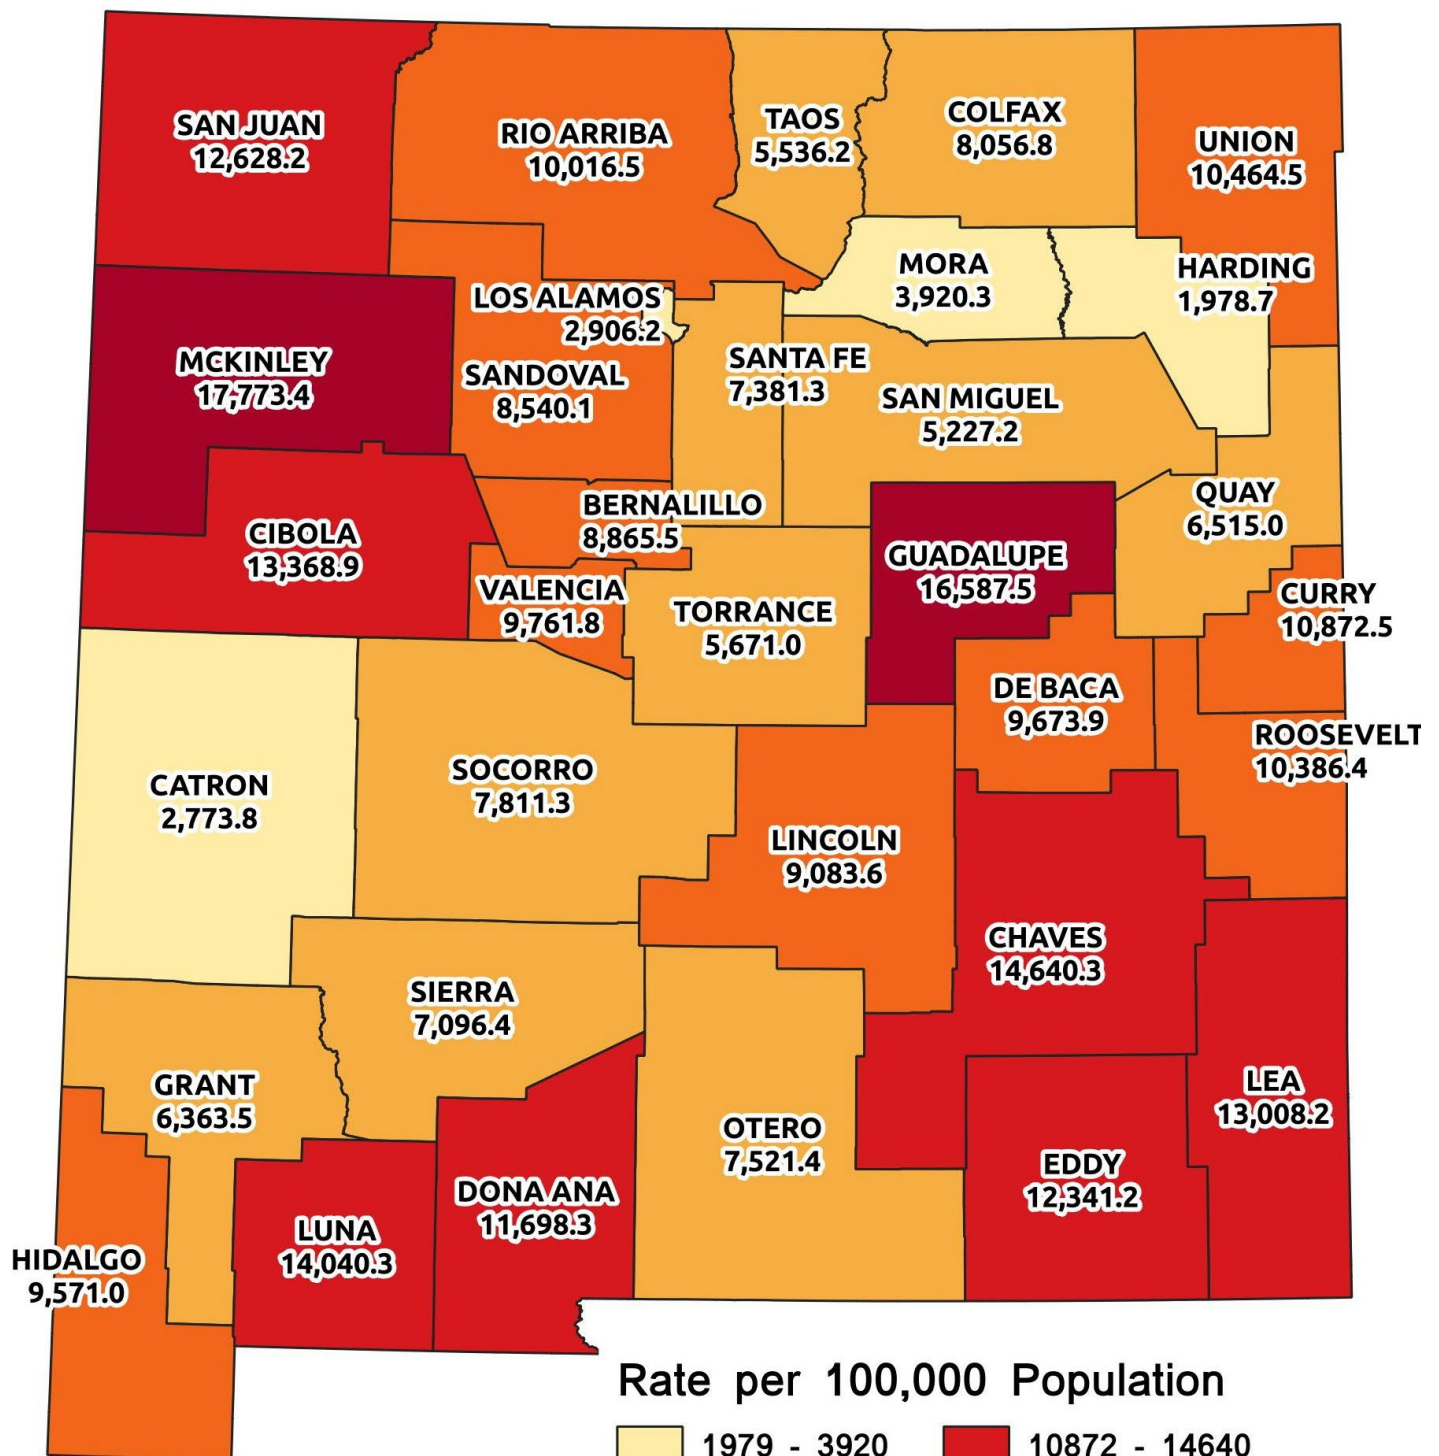 SAN JUAN
12,628.2
RIO ARRIBA
10,016.5
TAOS
5,536.2
COLFAX
8,056.8
UNION
10,464.5
MORA
3,920.3
HARDING
1,978.7
LOS ALAMOS
2,906.2
MCKINLEY
17,773.4
SANDOVAL
8,540.1
SANTA FE
7,381.3
SAN MIGUEL
5,227.2
QUAY
6,515.0
BERNALILLO
8,865.5
CIBOLA
13,368.9
GUADALUPE
16,587.5
VALENCIA
9,761.8
TORRANCE
5,671.0
CURRY
10,872.5
DE BACA
9,673.9
ROOSEVELT
10,386.4
CATRON
2,773.8
SOCORRO
7,811.3
LINCOLN
9,083.6
CHAVES
14,640.3
SIERRA
7,096.4
GRANT
6,363.5
LEA
13,008.2
OTERO
7,521.4
EDDY
12,341.2
DONA ANA
11,698.3
LUNA
14,040.3
HIDALGO
9,571.0
Rate per 100,000 Population
1979 - 3920
10872 - 14640